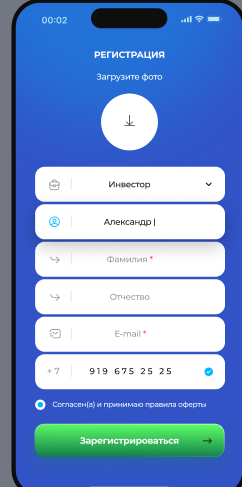 00:02
РЕГИСТРАЦИЯ
Загрузите фото
Инвестор
Александр
Фамилия *
Отчество
E-mail *
+7 919 675 25 25
Согласен(а) и принимаю правила оферты
Зарегистрироваться →